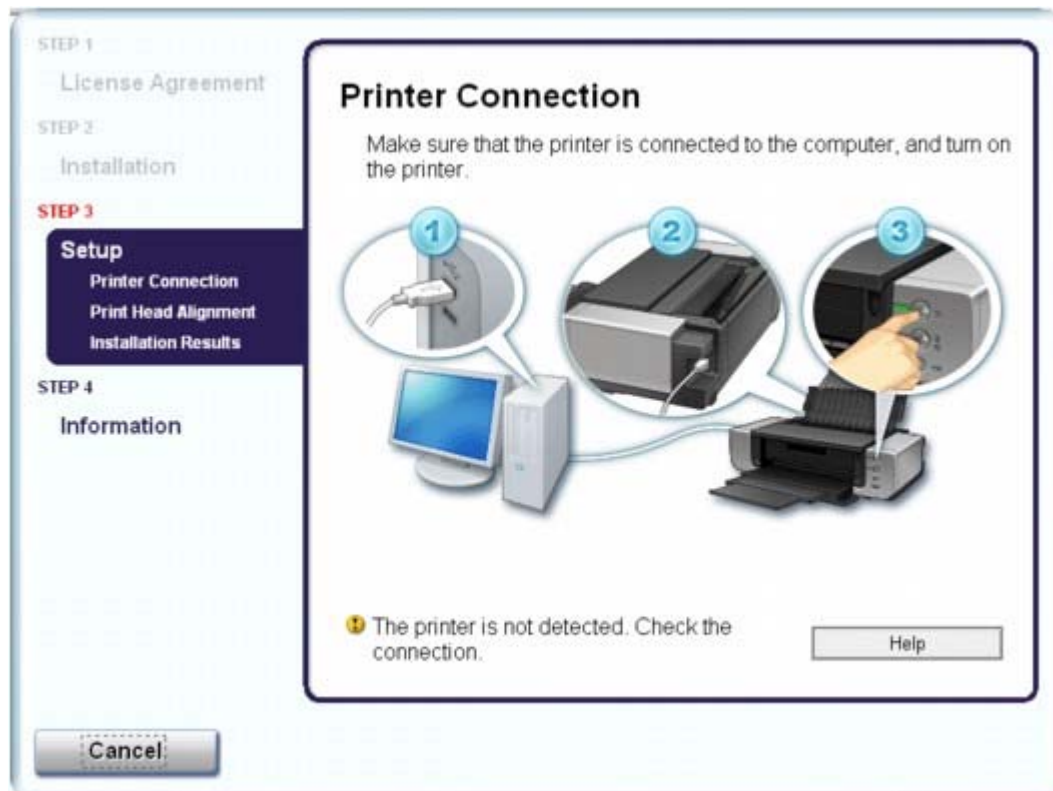 STEP 1
License Agreement
STEP 2
Installation
STEP 3
Setup
Printer Connection
Print Head Alignment
Installation Results
STEP 4
Information
Printer Connection
Make sure that the printer is connected to the computer, and turn on
the printer.
1
2
3
The printer is not detected. Check the
connection.
Help
Cancel